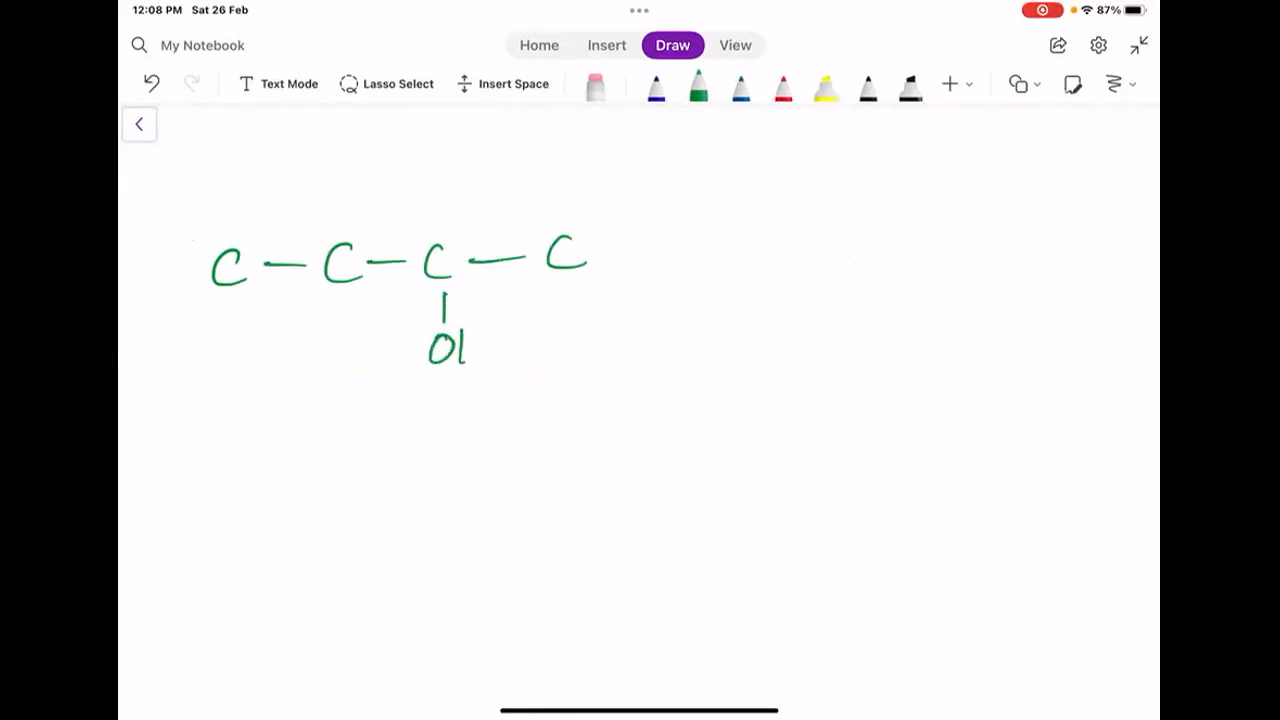 12:08 PM Sat 26 Feb 87%
My Notebook Home Insert Draw View
Text Mode Lasso Select Insert Space
C — C — C — C
|
Ol